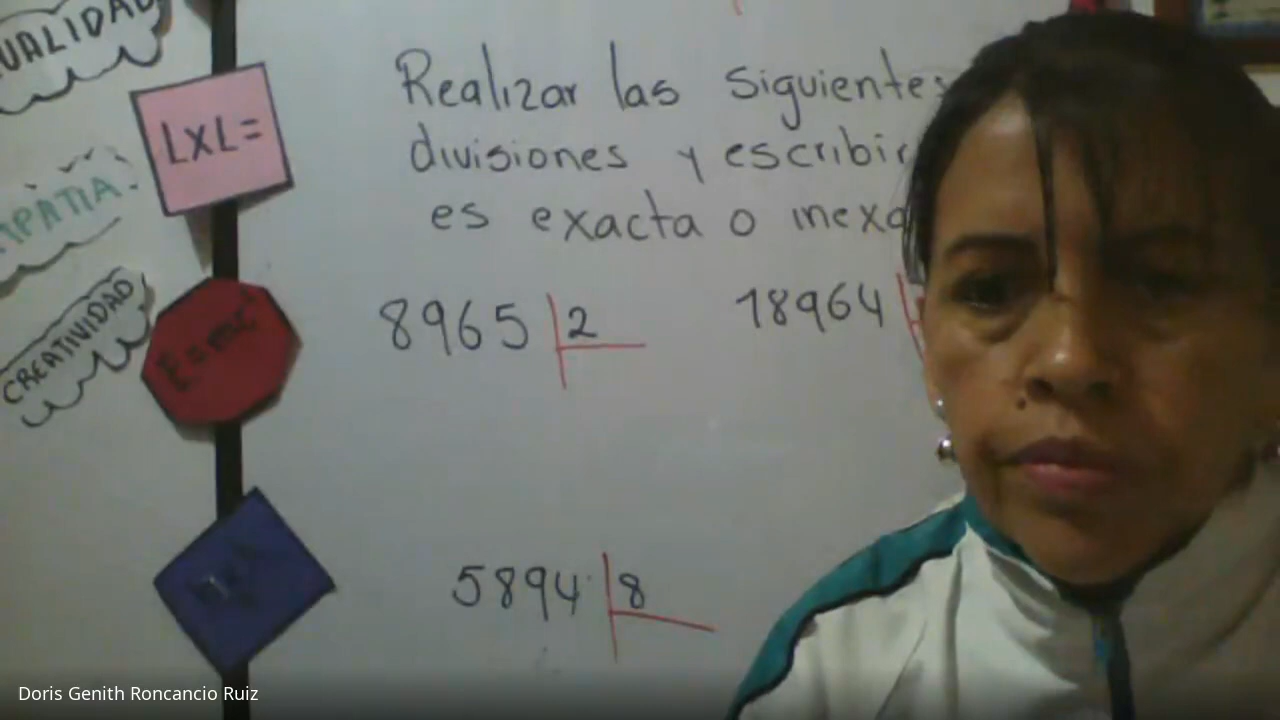 LXL=
CREATIVIDAD
E=mc²
Realizar las siguientes
divisiones y escribir
es exacta o inexa
8965 2
18964
5894 8
Doris Genith Roncancio Ruiz